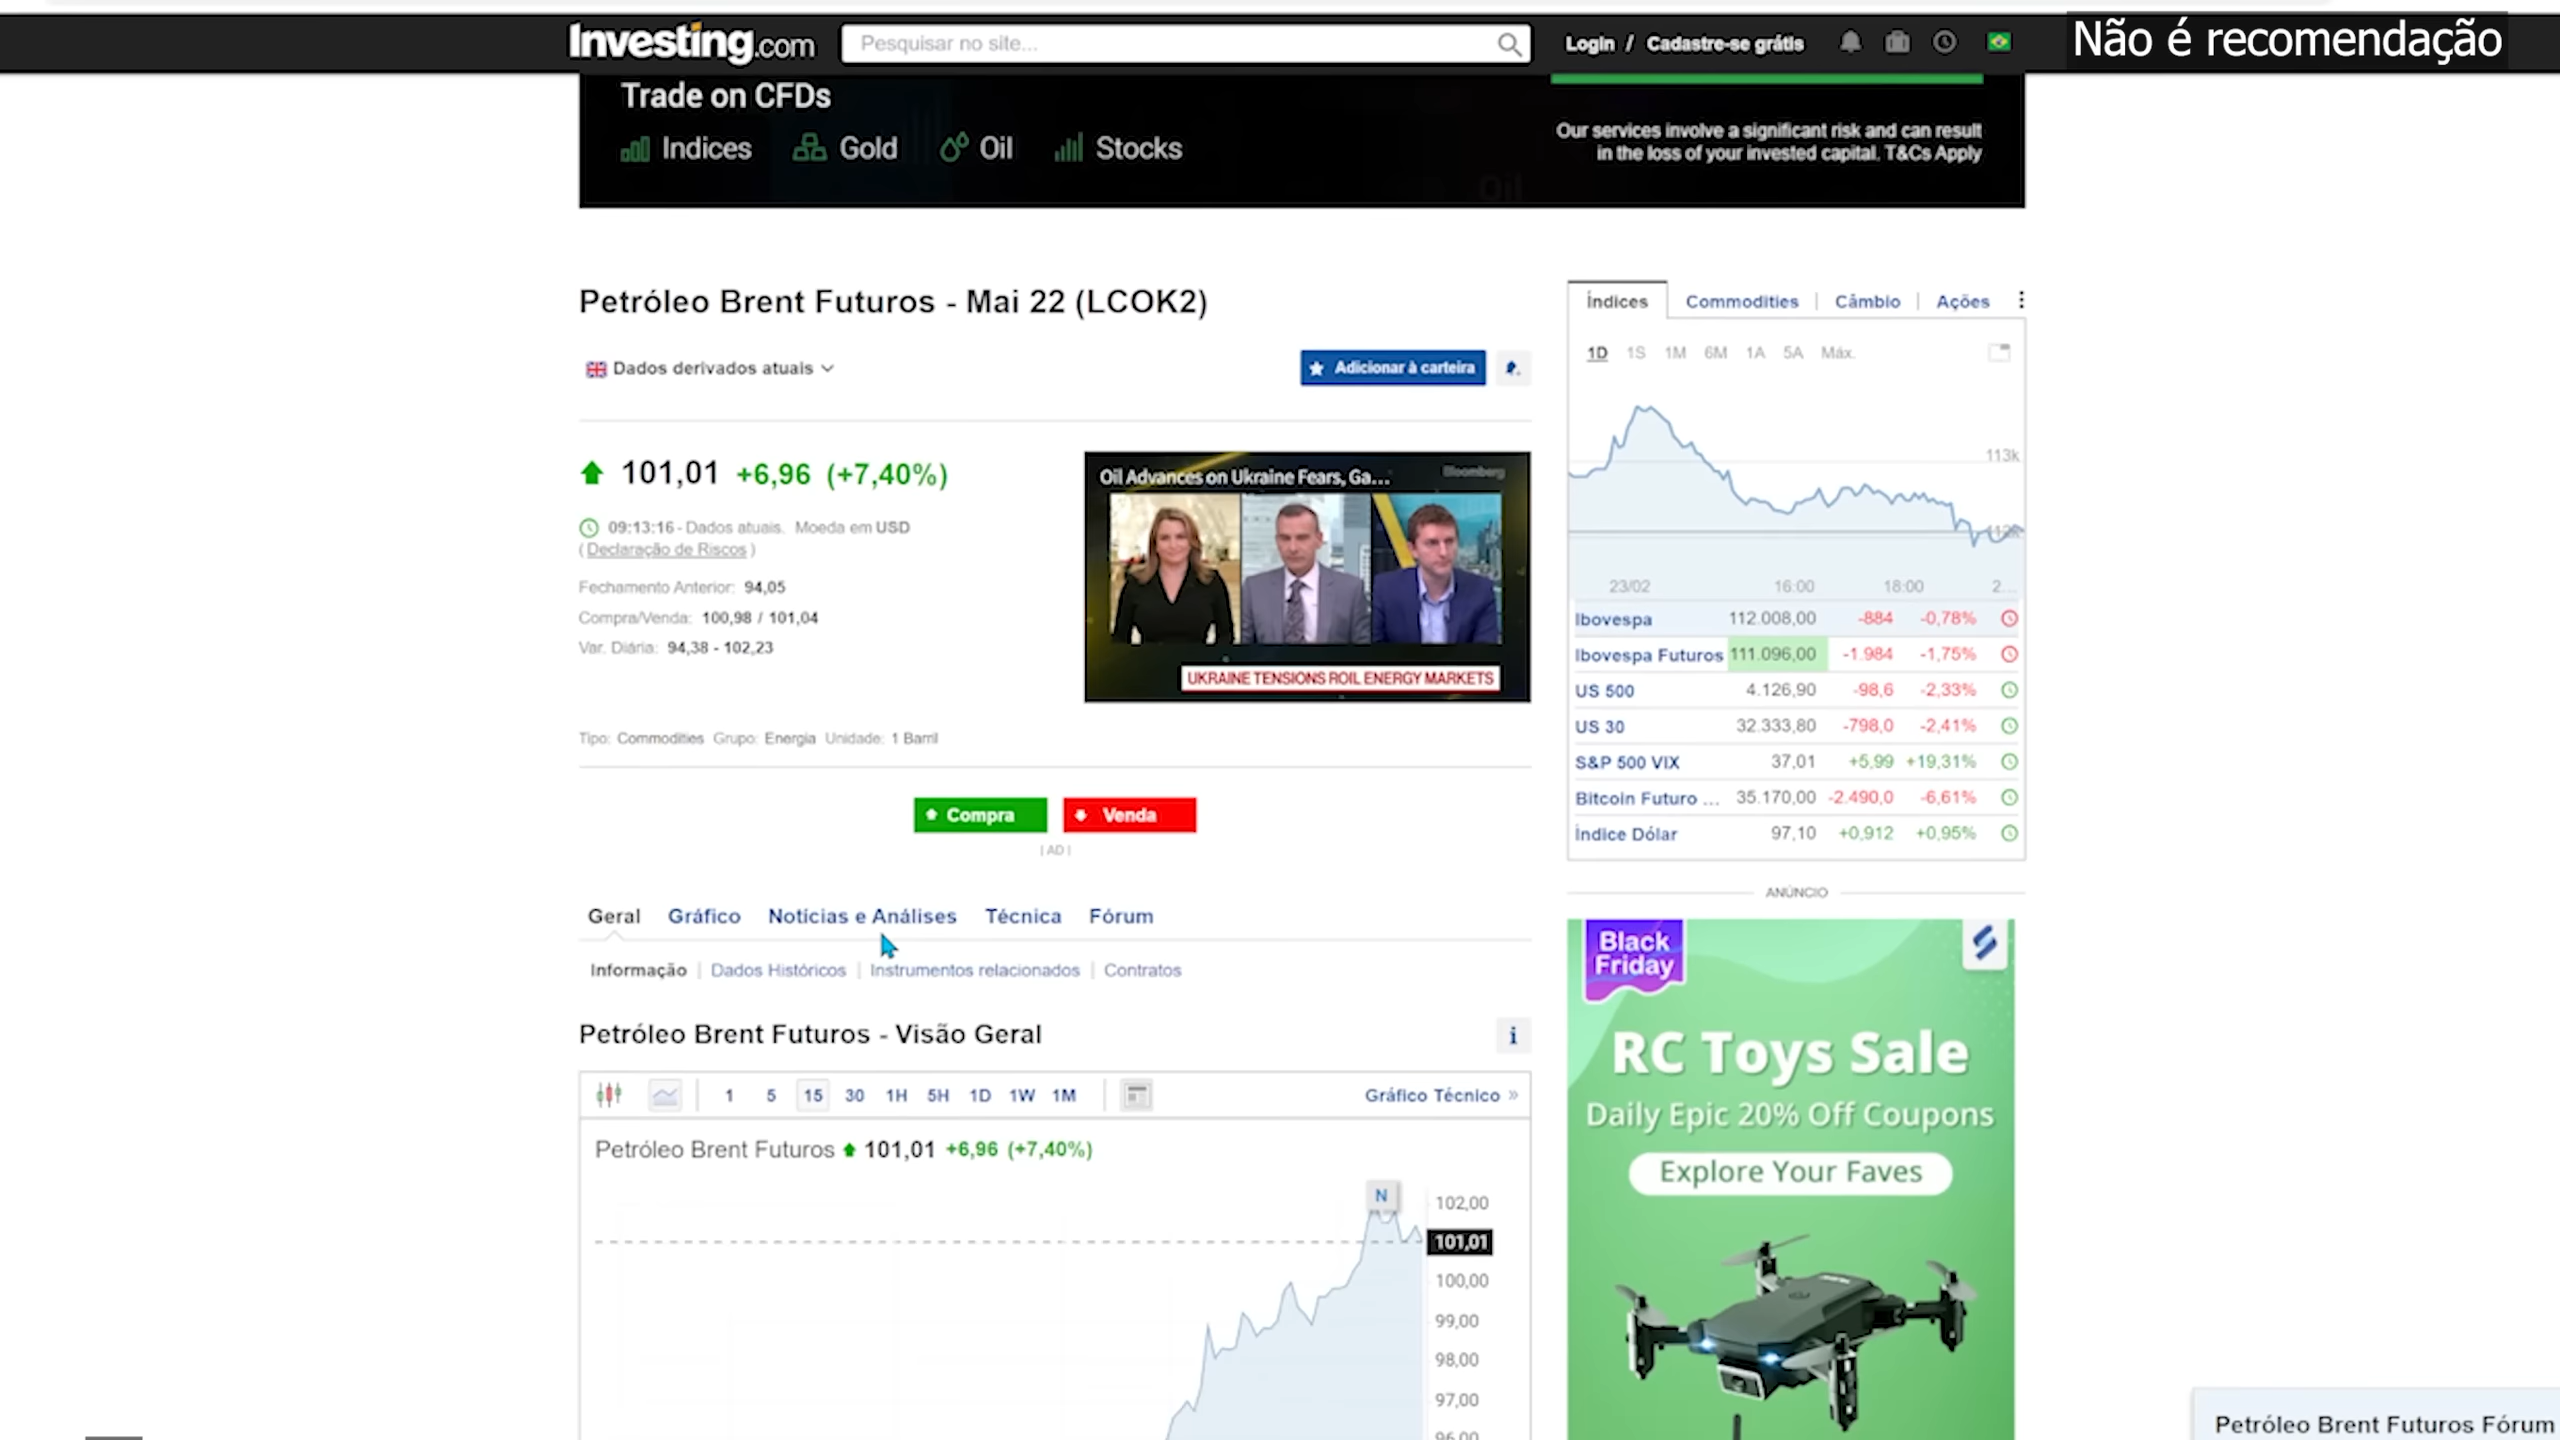 Investing.com
Pesquisar no site...
Login / Cadastre-se grátis
Não é recomendação
Trade on CFDs
Indices Gold Oil Stocks
Our services involve a significant risk and can result
in the loss of your invested capital. T&Cs Apply
Petróleo Brent Futuros - Mai 22 (LCOK2)
Dados derivados atuais
Adicionar à carteira
101,01 +6,96 (+7,40%)
09:13:16 - Dados atuais. Moeda em USD
( Declaração de Riscos )
Fechamento Anterior: 94,05
Compra/Venda: 100,98 / 101,04
Var. Diária: 94,38 - 102,23
Oil Advances on Ukraine Fears, Ga...
Bloomberg
UKRAINE TENSIONS ROIL ENERGY MARKETS
Tipo: Commodities Grupo: Energia Unidade: 1 Barril
Compra Venda
| AD |
Geral Gráfico Notícias e Análises Técnica Fórum
Informação | Dados Históricos | Instrumentos relacionados | Contratos
Petróleo Brent Futuros - Visão Geral
1 5 15 30 1H 5H 1D 1W 1M
Gráfico Técnico »
Petróleo Brent Futuros 101,01 +6,96 (+7,40%)
N
102,00
101,01
100,00
99,00
98,00
97,00
96,00
Índices Commodities | Câmbio | Ações
1D 1S 1M 6M 1A 5A Máx.
113k
23/02 16:00 18:00 2...
Ibovespa 112.008,00 -884 -0,78%
Ibovespa Futuros 111.096,00 -1.984 -1,75%
US 500 4.126,90 -98,6 -2,33%
US 30 32.333,80 -798,0 -2,41%
S&P 500 VIX 37,01 +5,99 +19,31%
Bitcoin Futuro ... 35.170,00 -2.490,0 -6,61%
Índice Dólar 97,10 +0,912 +0,95%
ANÚNCIO
Black
Friday
RC Toys Sale
Daily Epic 20% Off Coupons
Explore Your Faves
Petróleo Brent Futuros Fórum